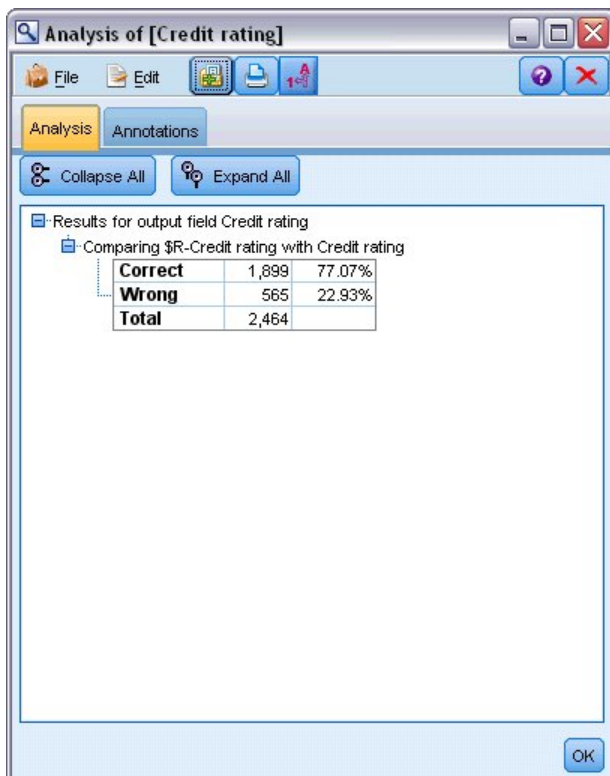 Analysis of [Credit rating]
File Edit
Analysis Annotations
Collapse All Expand All
Results for output field Credit rating
Comparing $R-Credit rating with Credit rating
Correct 1,899 77.07%
Wrong 565 22.93%
Total 2,464
OK